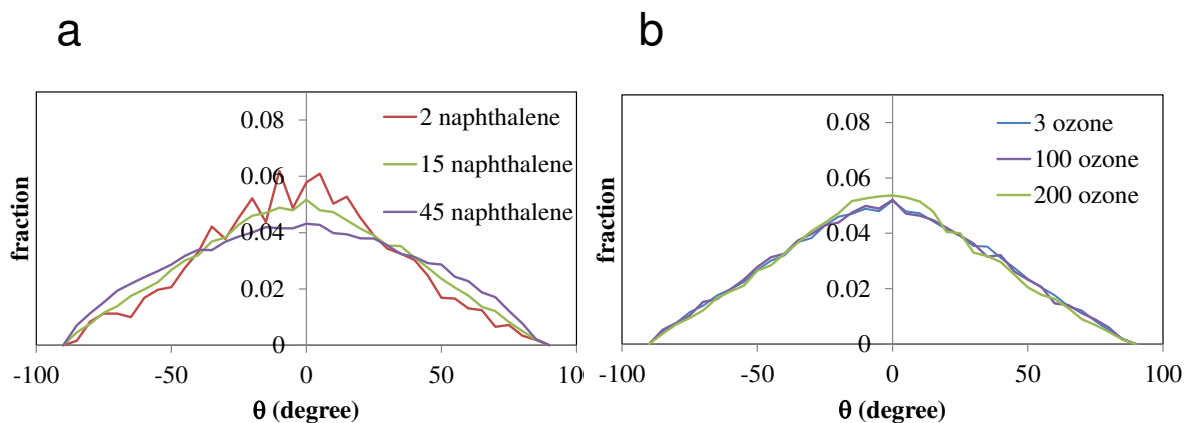 a
0.08
0.06
0.04
0.02
0
fraction
-100
-50
0
50
10
θ (degree)
2 naphthalene
15 naphthalene
45 naphthalene
b
0.08
0.06
0.04
0.02
0
fraction
-100
-50
0
50
100
θ (degree)
3 ozone
100 ozone
200 ozone